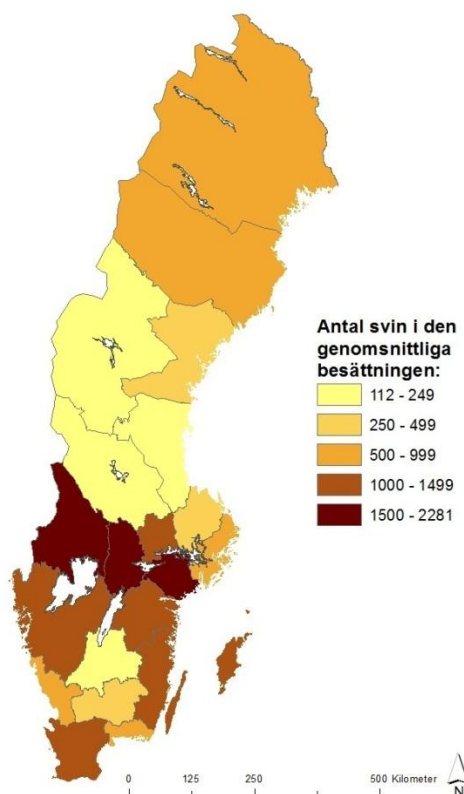 Antal svin i den
genomsnittliga
besättningen:
112 - 249
250 - 499
500 - 999
1000 - 1499
1500 - 2281
0 125 250 500 Kilometer
N